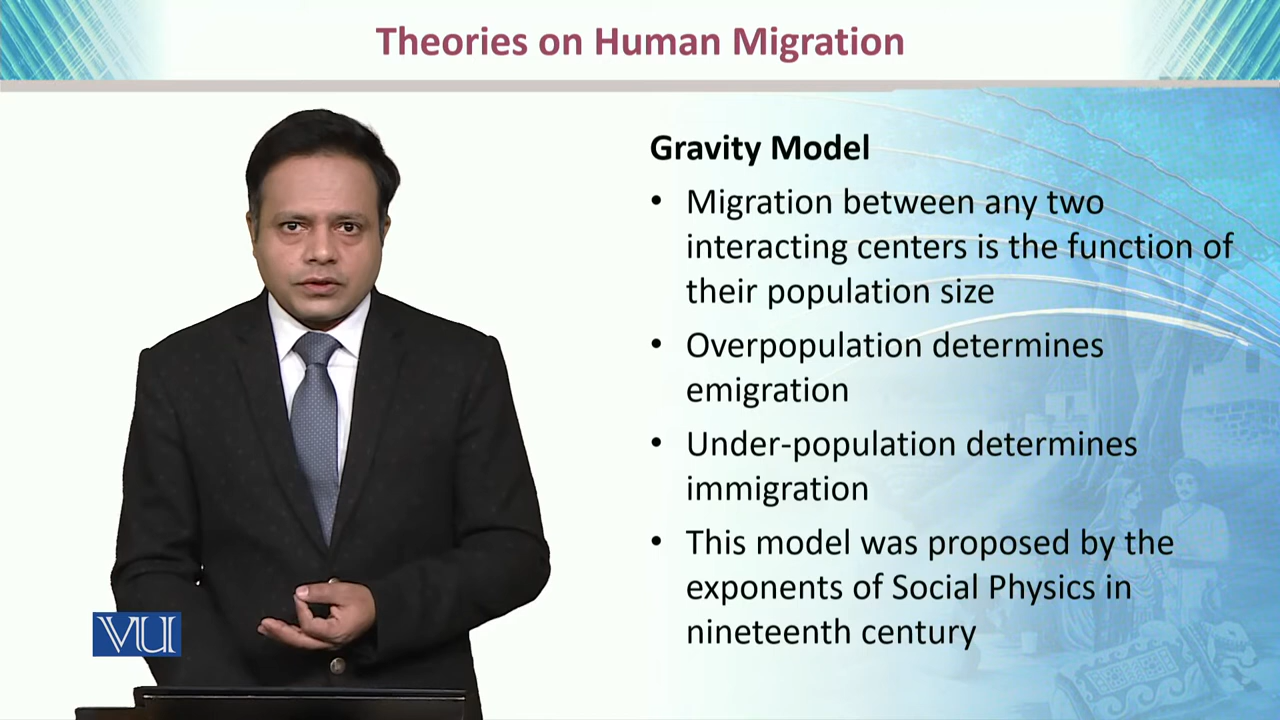 Theories on Human Migration
Gravity Model
• Migration between any two
interacting centers is the function of
their population size
• Overpopulation determines
emigration
• Under-population determines
immigration
• This model was proposed by the
exponents of Social Physics in
nineteenth century
VU